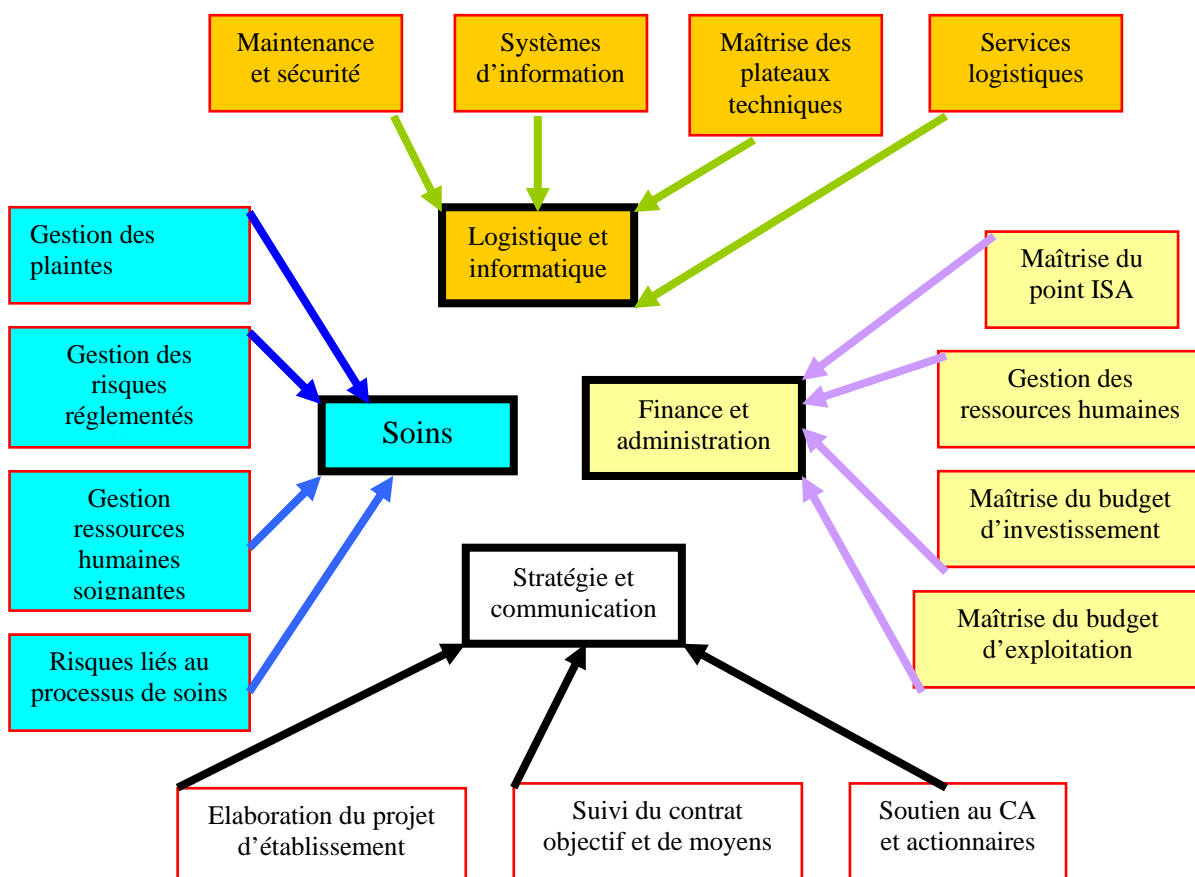 Maintenance
et sécurité
Systèmes
d’information
Maîtrise des
plateaux
techniques
Services
logistiques
Logistique et
informatique
Gestion des
plaintes
Gestion des
risques
réglementés
Gestion
ressources
humaines
soignantes
Risques liés au
processus de soins
Soins
Finance et
administration
Maîtrise du
point ISA
Gestion des
ressources humaines
Maîtrise du budget
d’investissement
Maîtrise du budget
d’exploitation
Stratégie et
communication
Elaboration du projet
d’établissement
Suivi du contrat
objectif et de moyens
Soutien au CA
et actionnaires